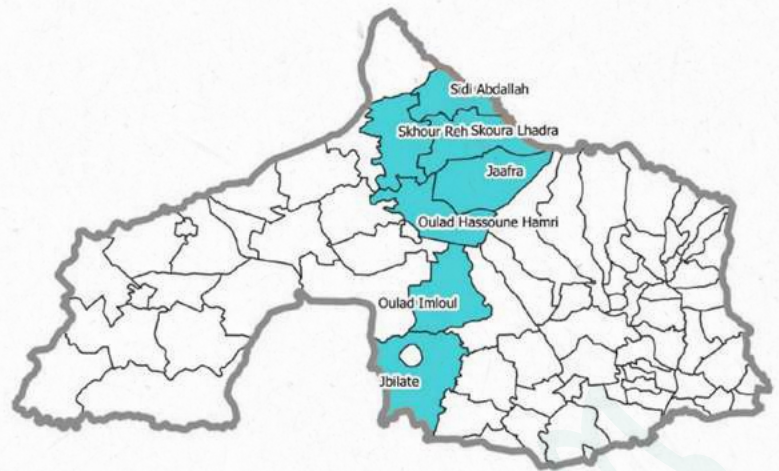 Sidi Abdallah
Skhour Reh Skoura Lhadra
Jaafra
Oulad Hassoune Hamri
Oulad Imloul
Jbilate